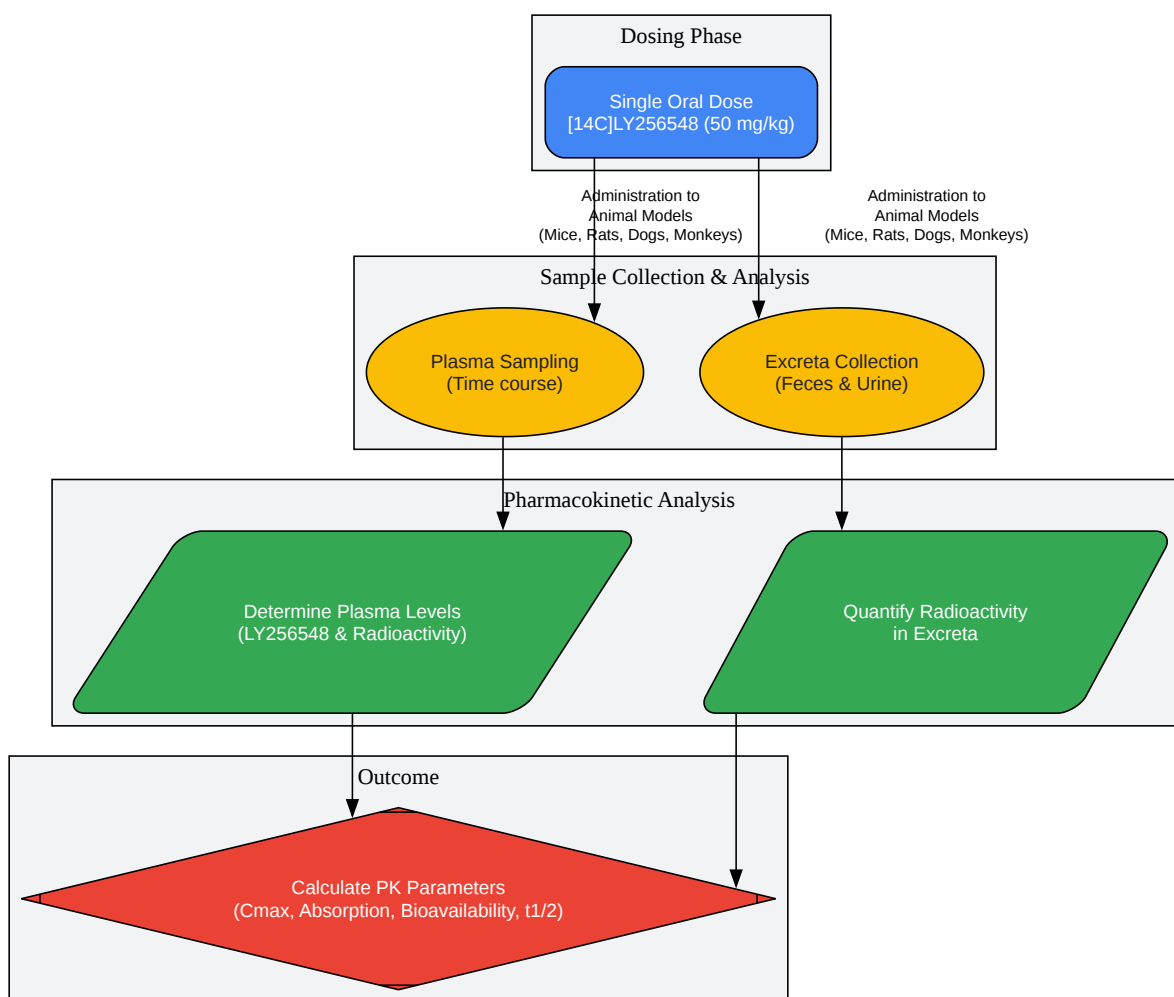 Dosing Phase
Single Oral Dose
[14C]LY256548 (50 mg/kg)
Administration to
Animal Models
(Mice, Rats, Dogs, Monkeys)
Administration to
Animal Models
(Mice, Rats, Dogs, Monkeys)
Sample Collection & Analysis
Plasma Sampling
(Time course)
Excreta Collection
(Feces & Urine)
Pharmacokinetic Analysis
Determine Plasma Levels
(LY256548 & Radioactivity)
Quantify Radioactivity
in Excreta
Outcome
Calculate PK Parameters
(Cmax, Absorption, Bioavailability, t1/2)